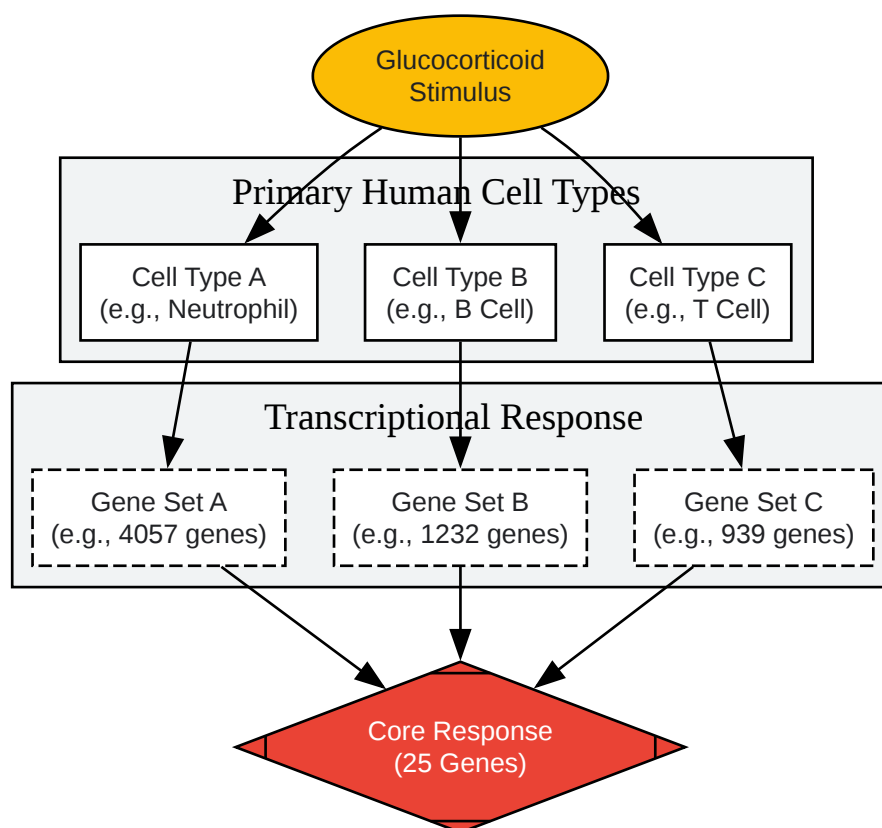 Glucocorticoid
Stimulus
Primary Human Cell Types
Cell Type A
(e.g., Neutrophil)
Cell Type B
(e.g., B Cell)
Cell Type C
(e.g., T Cell)
Transcriptional Response
Gene Set A
(e.g., 4057 genes)
Gene Set B
(e.g., 1232 genes)
Gene Set C
(e.g., 939 genes)
Core Response
(25 Genes)